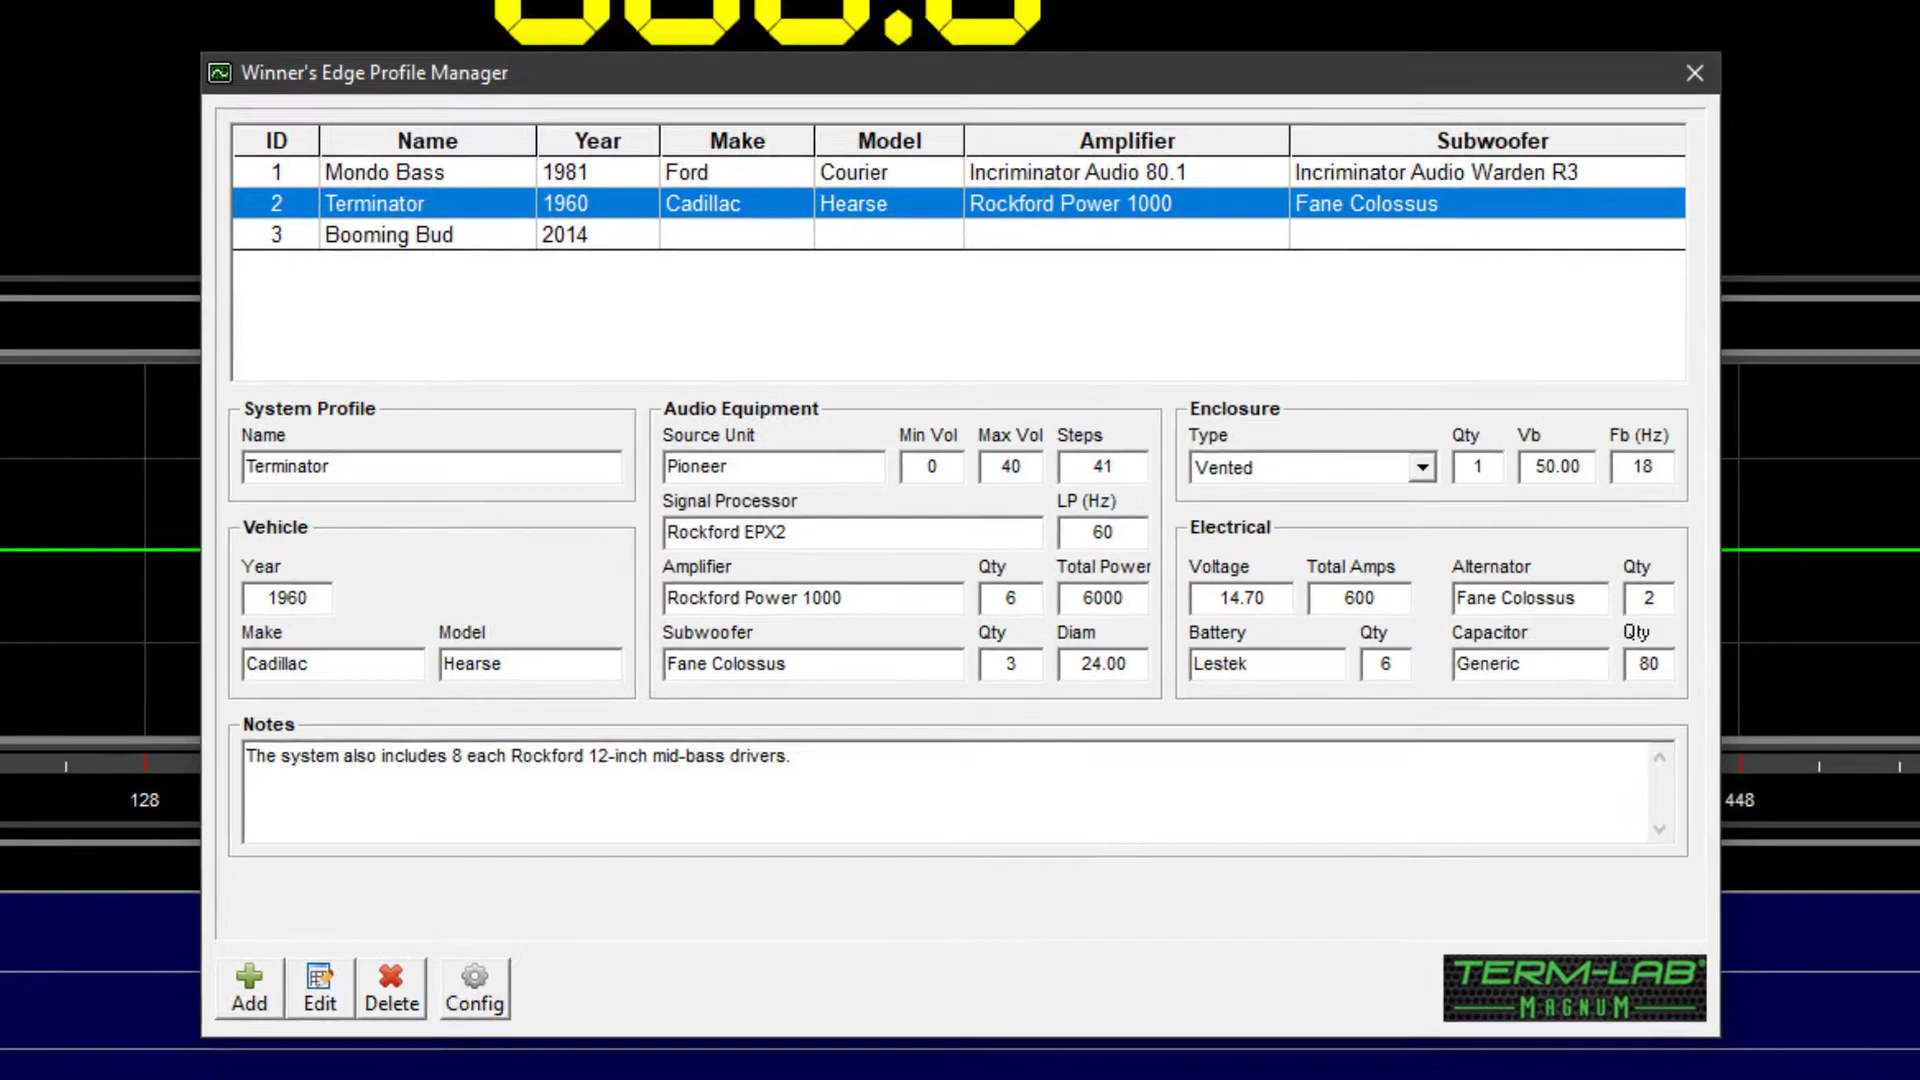 Winner's Edge Profile Manager
ID Name Year Make Model Amplifier Subwoofer
1 Mondo Bass 1981 Ford Courier Incriminator Audio 80.1 Incriminator Audio Warden R3
2 Terminator 1960 Cadillac Hearse Rockford Power 1000 Fane Colossus
3 Booming Bud 2014
System Profile
Name
Terminator
Vehicle
Year
1960
Make Model
Cadillac Hearse
Audio Equipment
Source Unit Min Vol Max Vol Steps
Pioneer 0 40 41
Signal Processor LP (Hz)
Rockford EPX2 60
Amplifier Qty Total Power
Rockford Power 1000 6 6000
Subwoofer Qty Diam
Fane Colossus 3 24.00
Enclosure
Type Qty Vb Fb (Hz)
Vented 1 50.00 18
Electrical
Voltage Total Amps Alternator Qty
14.70 600 Fane Colossus 2
Battery Qty Capacitor Qty
Lestek 6 Generic 80
Notes
The system also includes 8 each Rockford 12-inch mid-bass drivers.
128 448
Add Edit Delete Config
TERM-LAB
MAGNUM